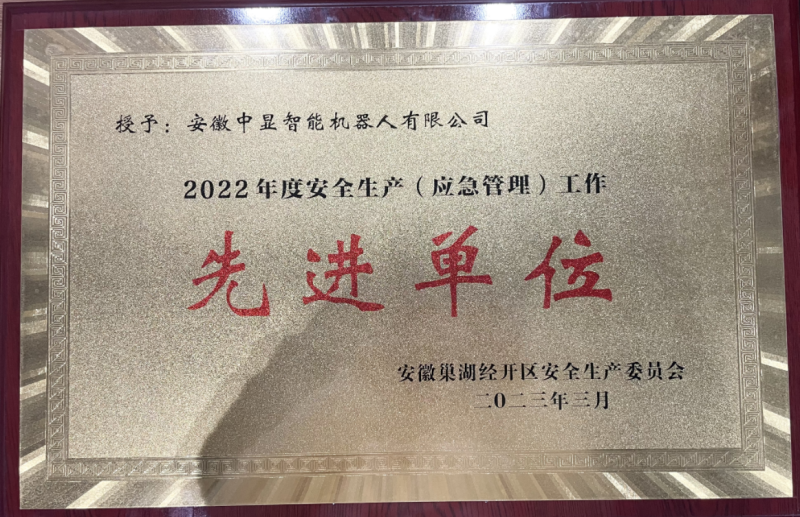 授予：安徽中显智能机器人有限公司
2022年度安全生产（应急管理）工作
先进单位
安徽巢湖经开区安全生产委员会
二〇二三年三月